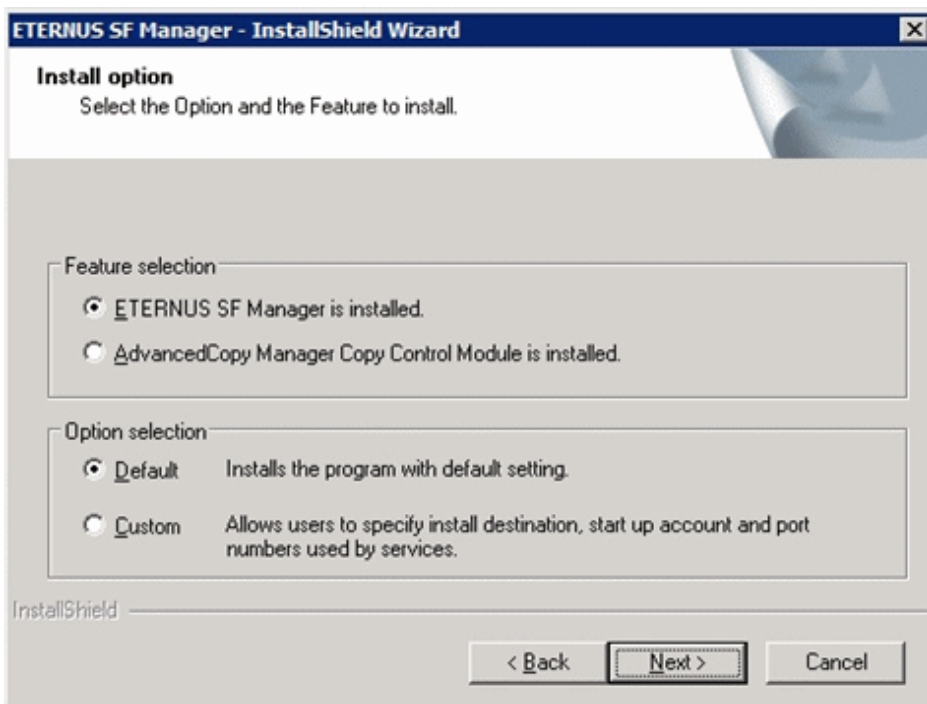 ETERNUS SF Manager - InstallShield Wizard
Install option
Select the Option and the Feature to install.
Feature selection
ETERNUS SF Manager is installed.
AdvancedCopy Manager Copy Control Module is installed.
Option selection
Default Installs the program with default setting.
Custom Allows users to specify install destination, start up account and port
numbers used by services.
InstallShield
< Back Next > Cancel